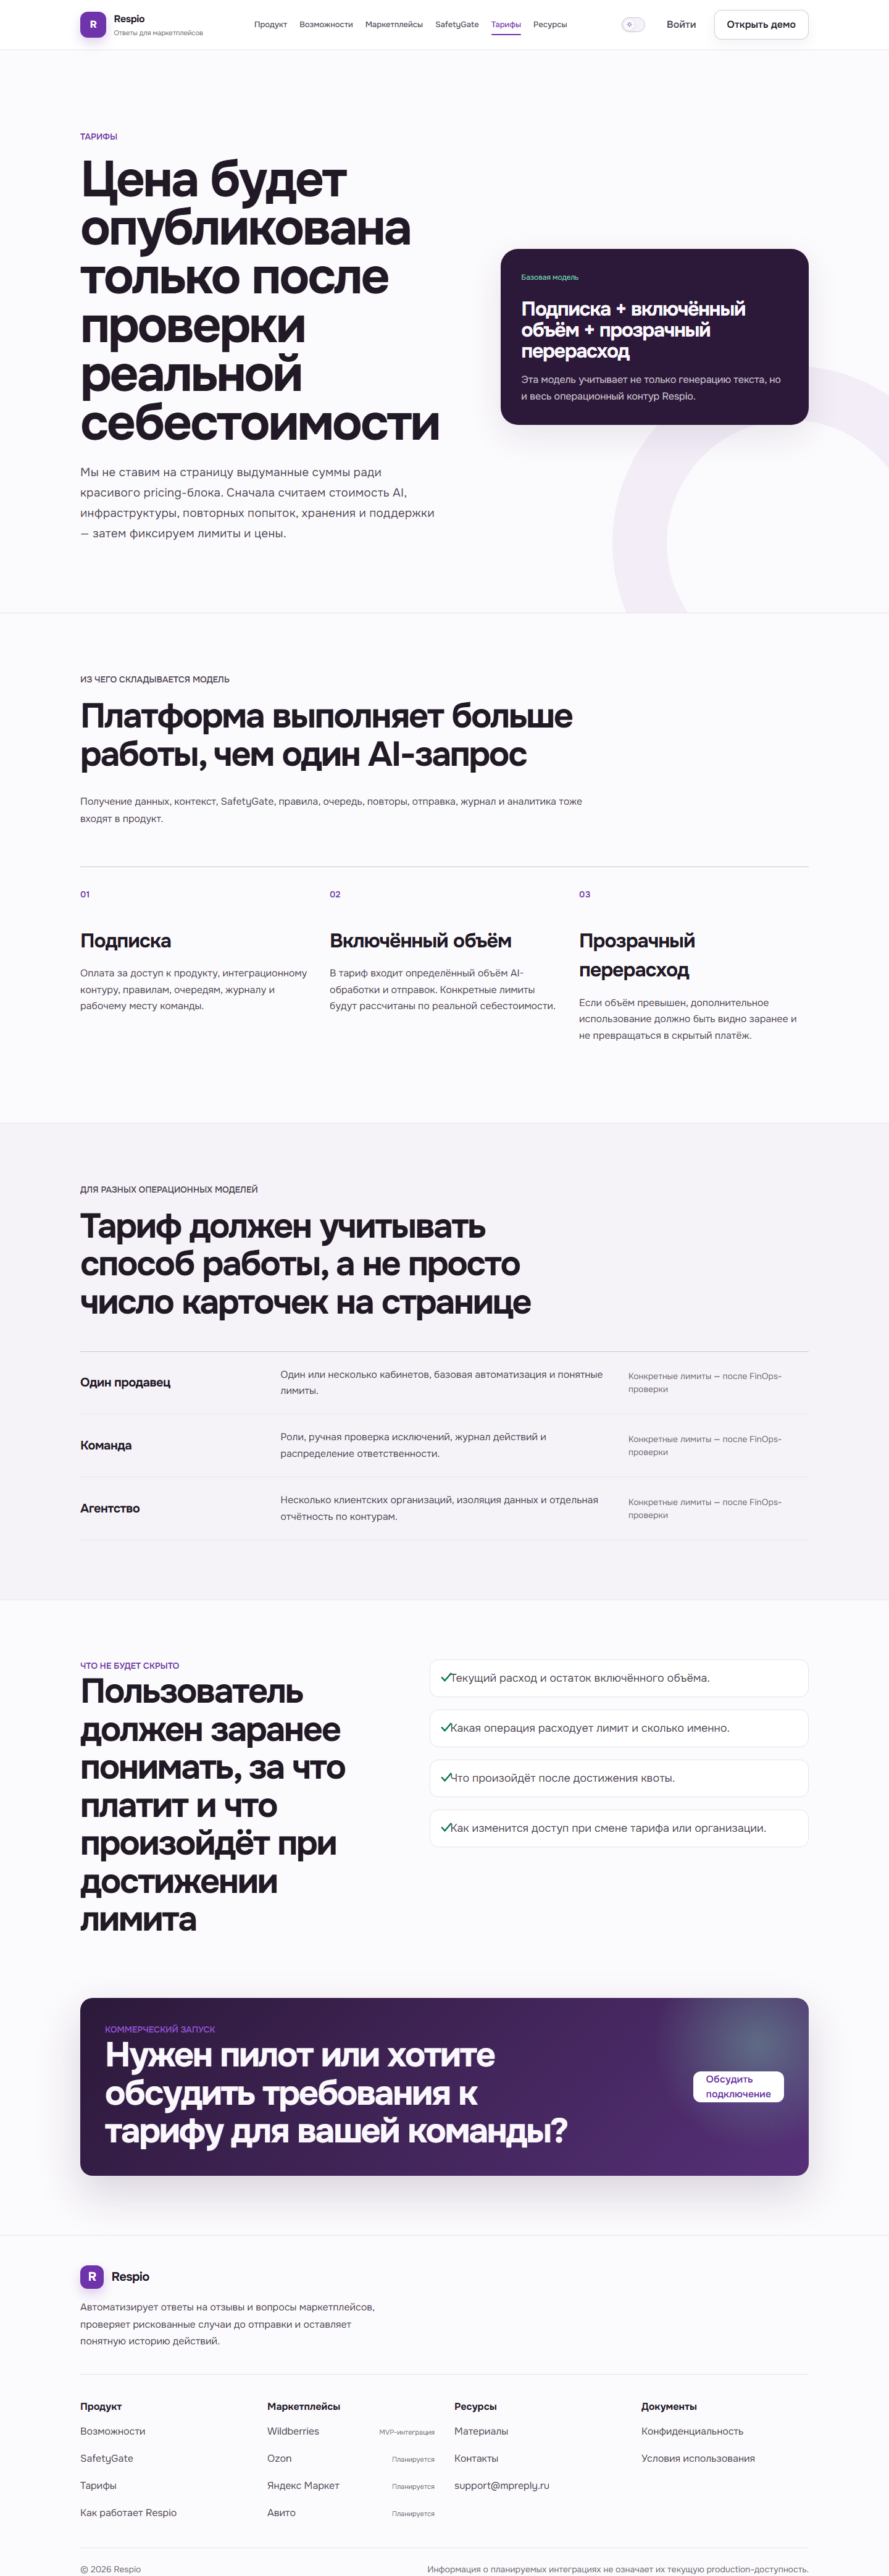 R
Respio
Ответы для маркетплейсов
Продукт
Возможности
Маркетплейсы
SafetyGate
Тарифы
Ресурсы
Войти
Открыть демо
ТАРИФЫ
Цена будет
опубликована
только после
проверки
реальной
себестоимости
Мы не ставим на страницу выдуманные суммы ради
красивого pricing-блока. Сначала считаем стоимость AI,
инфраструктуры, повторных попыток, хранения и поддержки
— затем фиксируем лимиты и цены.
Базовая модель
Подписка + включённый
объём + прозрачный
перерасход
Эта модель учитывает не только генерацию текста, но
и весь операционный контур Respio.
ИЗ ЧЕГО СКЛАДЫВАЕТСЯ МОДЕЛЬ
Платформа выполняет больше
работы, чем один AI-запрос
Получение данных, контекст, SafetyGate, правила, очередь, повторы, отправка, журнал и аналитика тоже
входят в продукт.
01
Подписка
Оплата за доступ к продукту, интеграционному
контуру, правилам, очередям, журналу и
рабочему месту команды.
02
Включённый объём
В тариф входит определённый объём AI-
обработки и отправок. Конкретные лимиты
будут рассчитаны по реальной себестоимости.
03
Прозрачный
перерасход
Если объём превышен, дополнительное
использование должно быть видно заранее и
не превращаться в скрытый платёж.
ДЛЯ РАЗНЫХ ОПЕРАЦИОННЫХ МОДЕЛЕЙ
Тариф должен учитывать
способ работы, а не просто
число карточек на странице
Один продавец
Один или несколько кабинетов, базовая автоматизация и понятные
лимиты.
Конкретные лимиты — после FinOps-
проверки
Команда
Роли, ручная проверка исключений, журнал действий и
распределение ответственности.
Конкретные лимиты — после FinOps-
проверки
Агентство
Несколько клиентских организаций, изоляция данных и отдельная
отчётность по контурам.
Конкретные лимиты — после FinOps-
проверки
ЧТО НЕ БУДЕТ СКРЫТО
Пользователь
должен заранее
понимать, за что
платит и что
произойдёт при
достижении
лимита
Текущий расход и остаток включённого объёма.
Какая операция расходует лимит и сколько именно.
Что произойдёт после достижения квоты.
Как изменится доступ при смене тарифа или организации.
КОММЕРЧЕСКИЙ ЗАПУСК
Нужен пилот или хотите
обсудить требования к
тарифу для вашей команды?
Обсудить
подключение
R
Respio
Автоматизирует ответы на отзывы и вопросы маркетплейсов,
проверяет рискованные случаи до отправки и оставляет
понятную историю действий.
Продукт
Возможности
SafetyGate
Тарифы
Как работает Respio
Маркетплейсы
Wildberries
MVP-интеграция
Ozon
Планируется
Яндекс Маркет
Планируется
Авито
Планируется
Ресурсы
Материалы
Контакты
support@mpreply.ru
Документы
Конфиденциальность
Условия использования
© 2026 Respio
Информация о планируемых интеграциях не означает их текущую production-доступность.